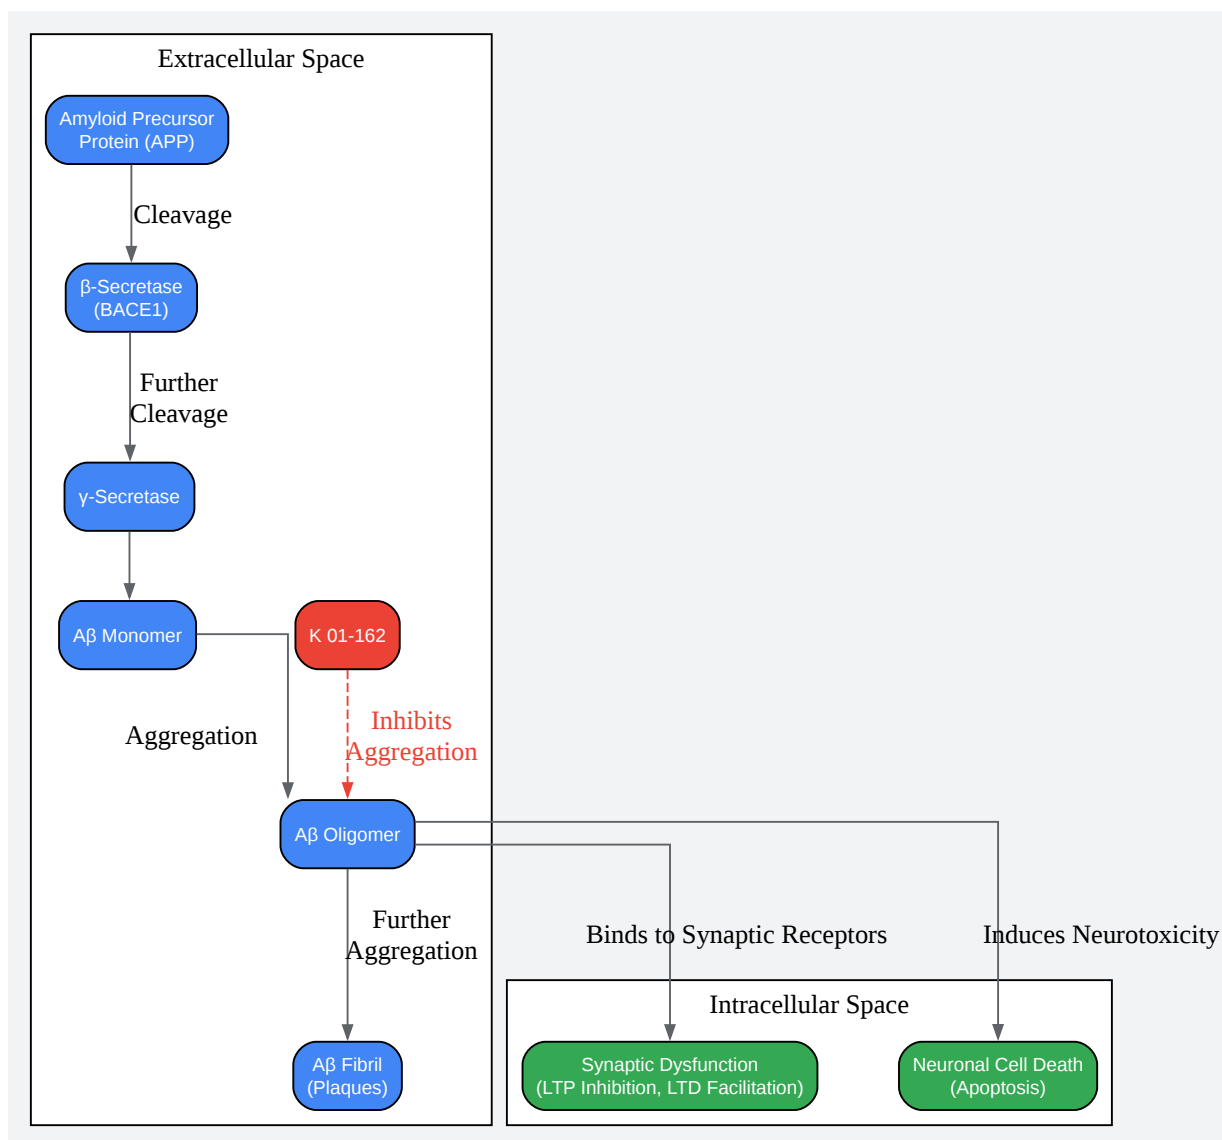 Extracellular Space
Amyloid Precursor
Protein (APP)
Cleavage
β-Secretase
(BACE1)
Further
Cleavage
γ-Secretase
Aβ Monomer
K 01-162
Aggregation
Inhibits
Aggregation
Aβ Oligomer
Further
Aggregation
Binds to Synaptic Receptors
Induces Neurotoxicity
Intracellular Space
Aβ Fibril
(Plaques)
Synaptic Dysfunction
(LTP Inhibition, LTD Facilitation)
Neuronal Cell Death
(Apoptosis)